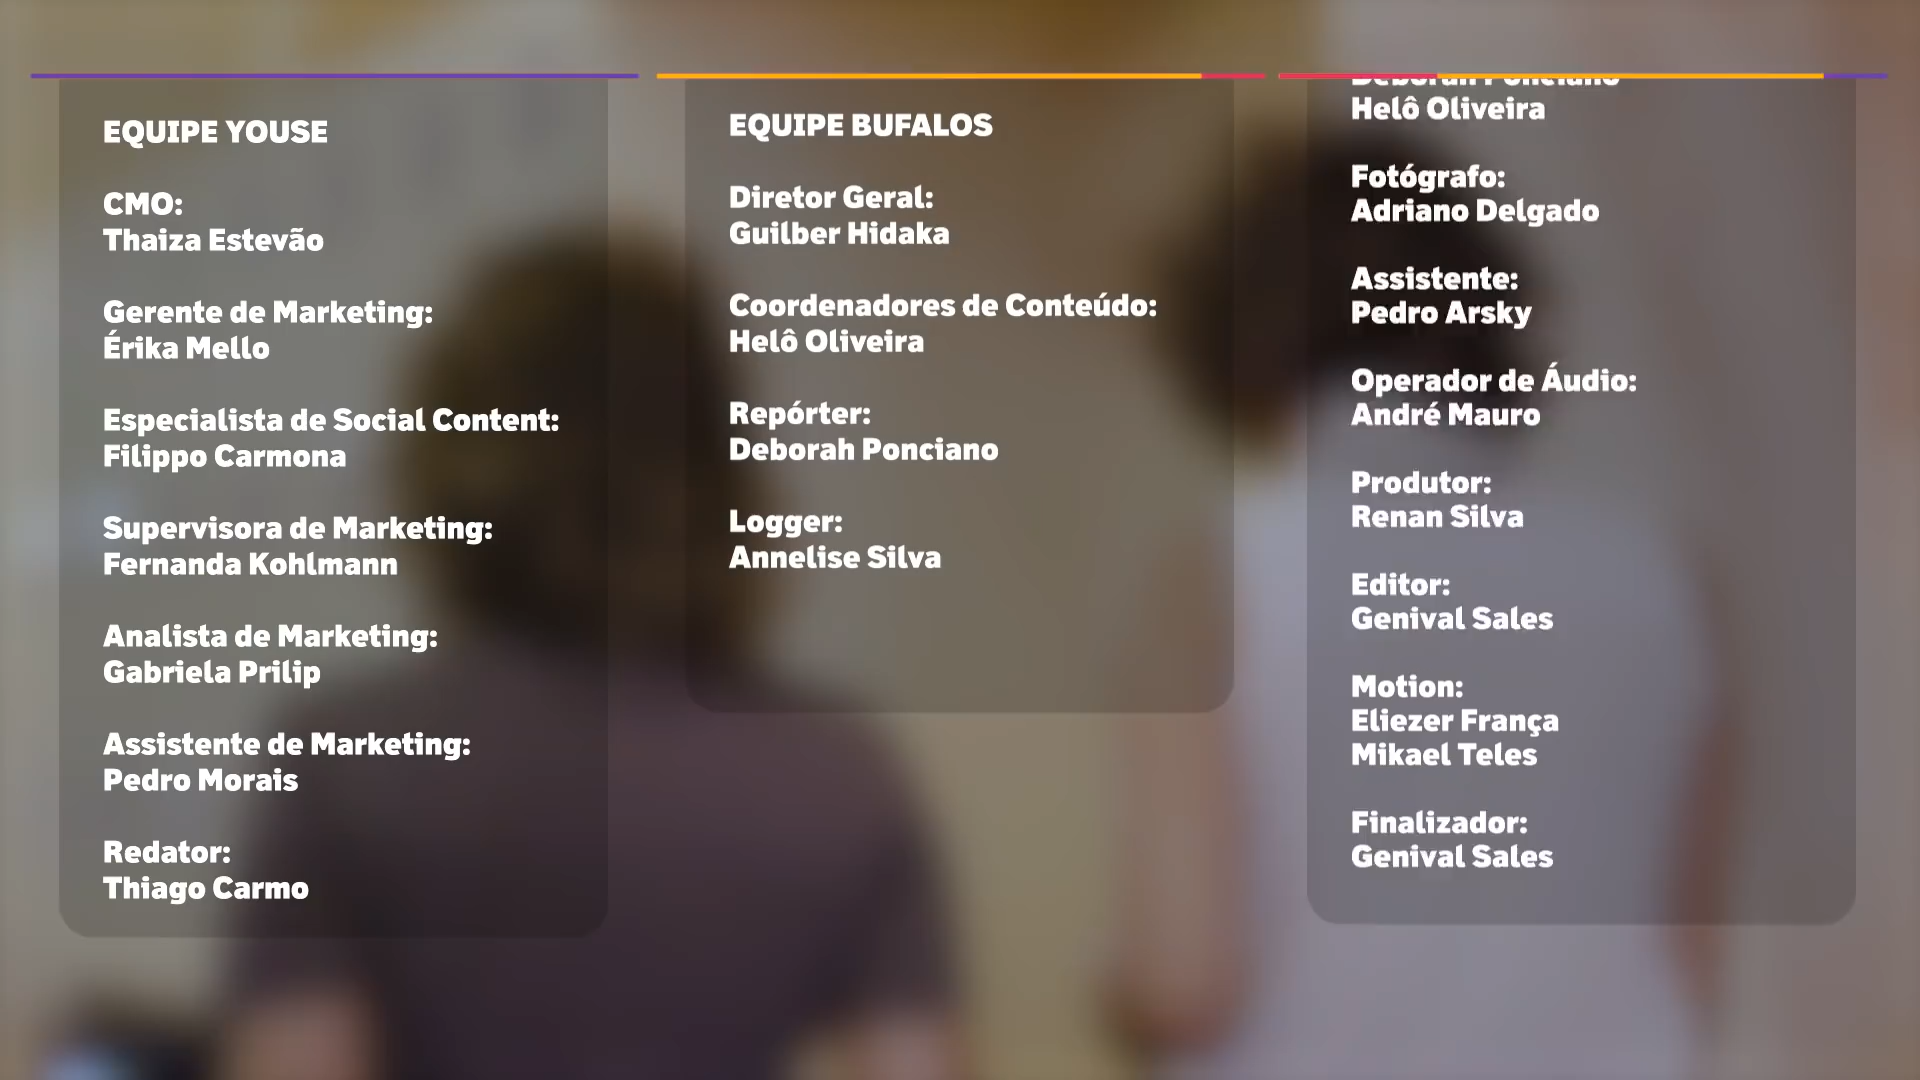 EQUIPE YOUSE
CMO:
Thaiza Estevão
Gerente de Marketing:
Érika Mello
Especialista de Social Content:
Filippo Carmona
Supervisora de Marketing:
Fernanda Kohlmann
Analista de Marketing:
Gabriela Prilip
Assistente de Marketing:
Pedro Morais
Redator:
Thiago Carmo
EQUIPE BUFALOS
Diretor Geral:
Guilber Hidaka
Coordenadores de Conteúdo:
Helô Oliveira
Repórter:
Deborah Ponciano
Logger:
Annelise Silva
Deborah Ponciano
Helô Oliveira
Fotógrafo:
Adriano Delgado
Assistente:
Pedro Arsky
Operador de Áudio:
André Mauro
Produtor:
Renan Silva
Editor:
Genival Sales
Motion:
Eliezer França
Mikael Teles
Finalizador:
Genival Sales